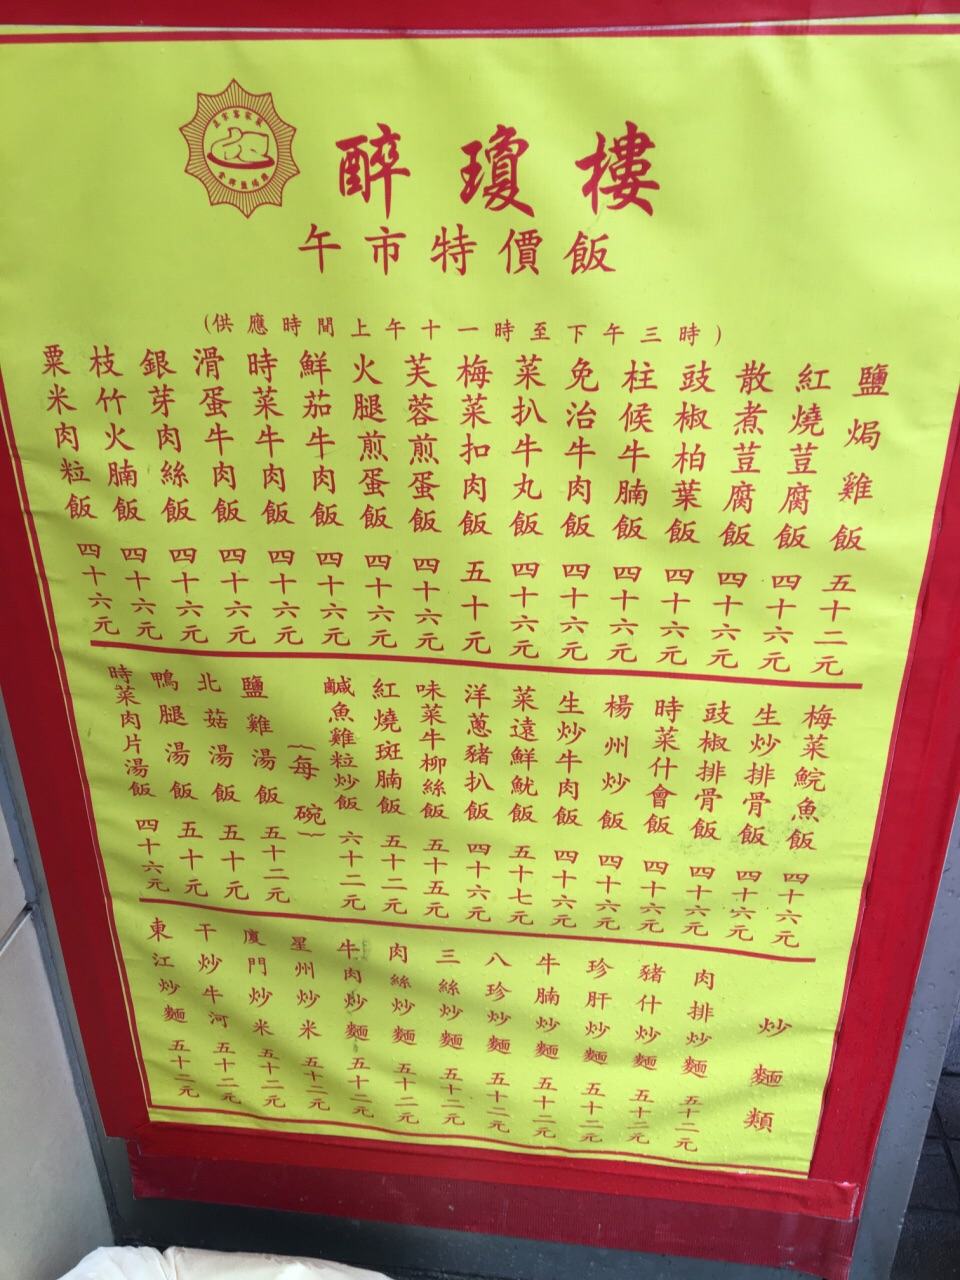 醉瓊樓
午市特價飯
(供應時間上午十一時至下午三時)
鹽焗雞飯 五十二元
紅燒荳腐飯 四十六元
散煮荳腐飯 四十六元
豉椒柏葉飯 四十六元
柱候牛腩飯 四十六元
免治牛肉飯 四十六元
菜扒牛丸飯 四十六元
梅菜扣肉飯 五十元
芙蓉煎蛋飯 四十六元
火腿煎蛋飯 四十六元
鮮茄牛肉飯 四十六元
時菜牛肉飯 四十六元
滑蛋牛肉飯 四十六元
銀芽肉絲飯 四十六元
枝竹火腩飯 四十六元
粟米肉粒飯 四十六元
梅菜鯇魚飯 四十六元
生炒排骨飯 四十六元
豉椒排骨飯 四十六元
時菜什會飯 四十六元
楊州炒飯 四十六元
生炒牛肉飯 四十六元
菜遠鮮魷飯 五十七元
洋蔥豬扒飯 四十六元
味菜牛柳絲飯 五十五元
紅燒斑腩飯 五十二元
鹹魚雞粒炒飯 六十二元
(每碗)
鹽雞湯飯 五十二元
北菇湯飯 五十元
鴨腿湯飯 五十元
時菜肉片湯飯 四十六元
炒麵類
肉排炒麵 五十二元
豬什炒麵 五十二元
珍肝炒麵 五十二元
牛腩炒麵 五十二元
八珍炒麵 五十二元
三絲炒麵 五十二元
肉絲炒麵 五十二元
牛肉炒麵 五十二元
星州炒米 五十二元
廈門炒米 五十二元
干炒牛河 五十二元
東江炒麵 五十二元